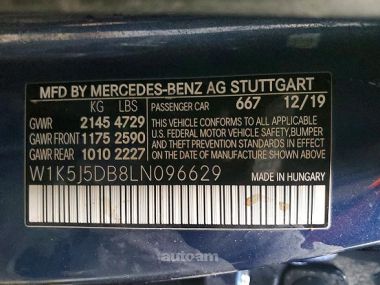 MFD BY MERCEDES-BENZ AG STUTTGART
KG LBS
PASSENGER CAR 667 12/19
GVWR 2145 4729
GAWR FRONT 1175 2590
GAWR REAR 1010 2227
THIS VEHICLE CONFORMS TO ALL APPLICABLE
U.S. FEDERAL MOTOR VEHICLE SAFETY, BUMPER
AND THEFT PREVENTION STANDARDS IN EFFECT
ON THE DATE OF MANUFACTURE SHOWN ABOVE.
W1K5J5DB8LN096629
MADE IN HUNGARY
autoam